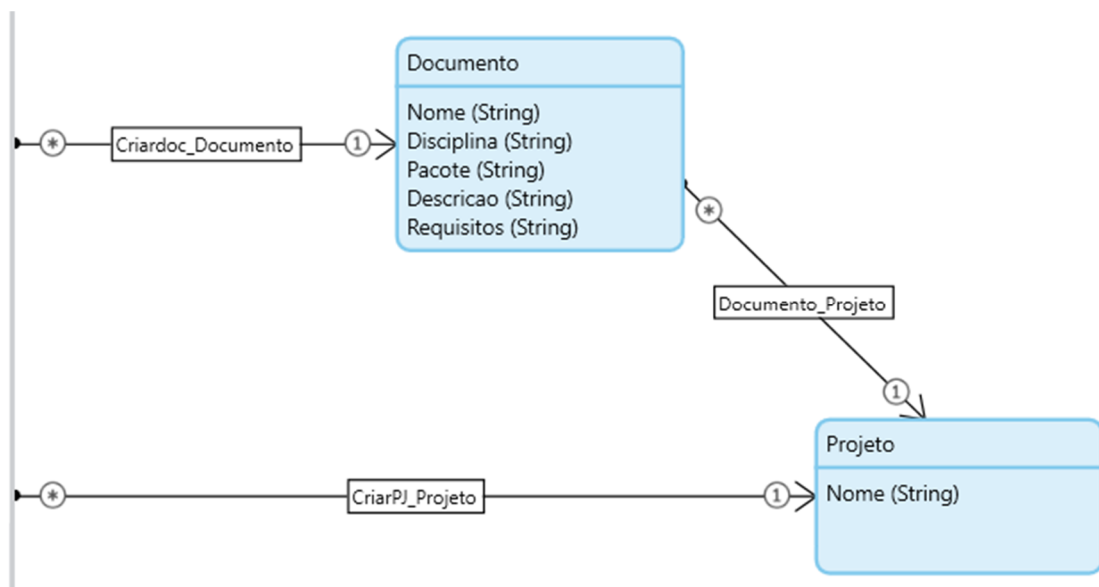 Documento
Nome (String)
Disciplina (String)
Pacote (String)
Descricao (String)
Requisitos (String)
* Criardoc_Documento 1
*
Documento_Projeto
1
Projeto
Nome (String)
* CriarPJ_Projeto 1